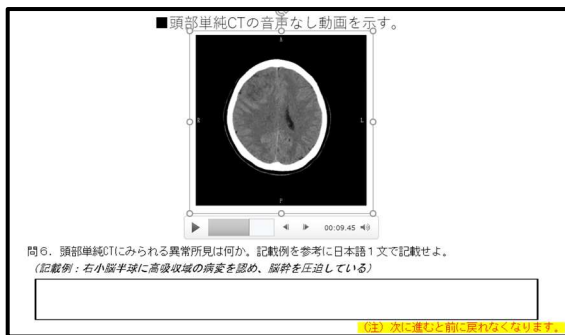 ■頭部単純CTの音声なし動画を示す。
A
R
L
P
00:09.45
問6．頭部単純CTにみられる異常所見は何か。記載例を参考に日本語1文で記載せよ。
（記載例：右小脳半球に高吸収域の病変を認め、脳幹を圧迫している）
（注）次に進むと前に戻れなくなります。